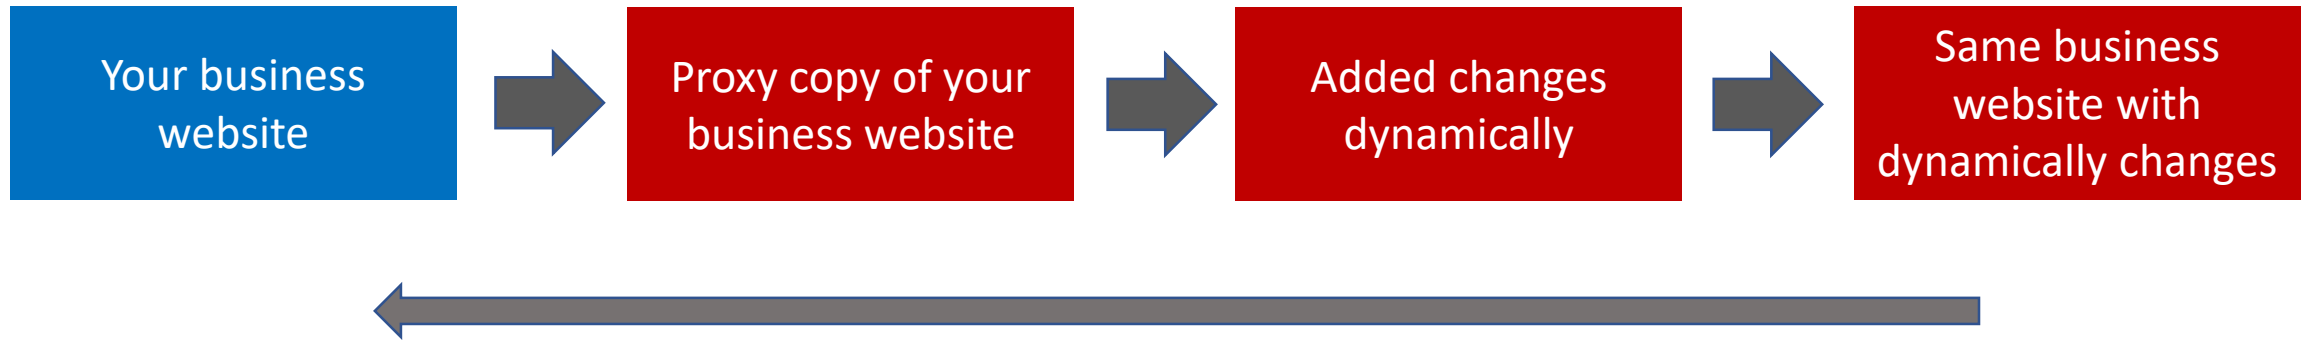 Your business
website
Proxy copy of your
business website
Added changes
dynamically
Same business
website with
dynamically changes